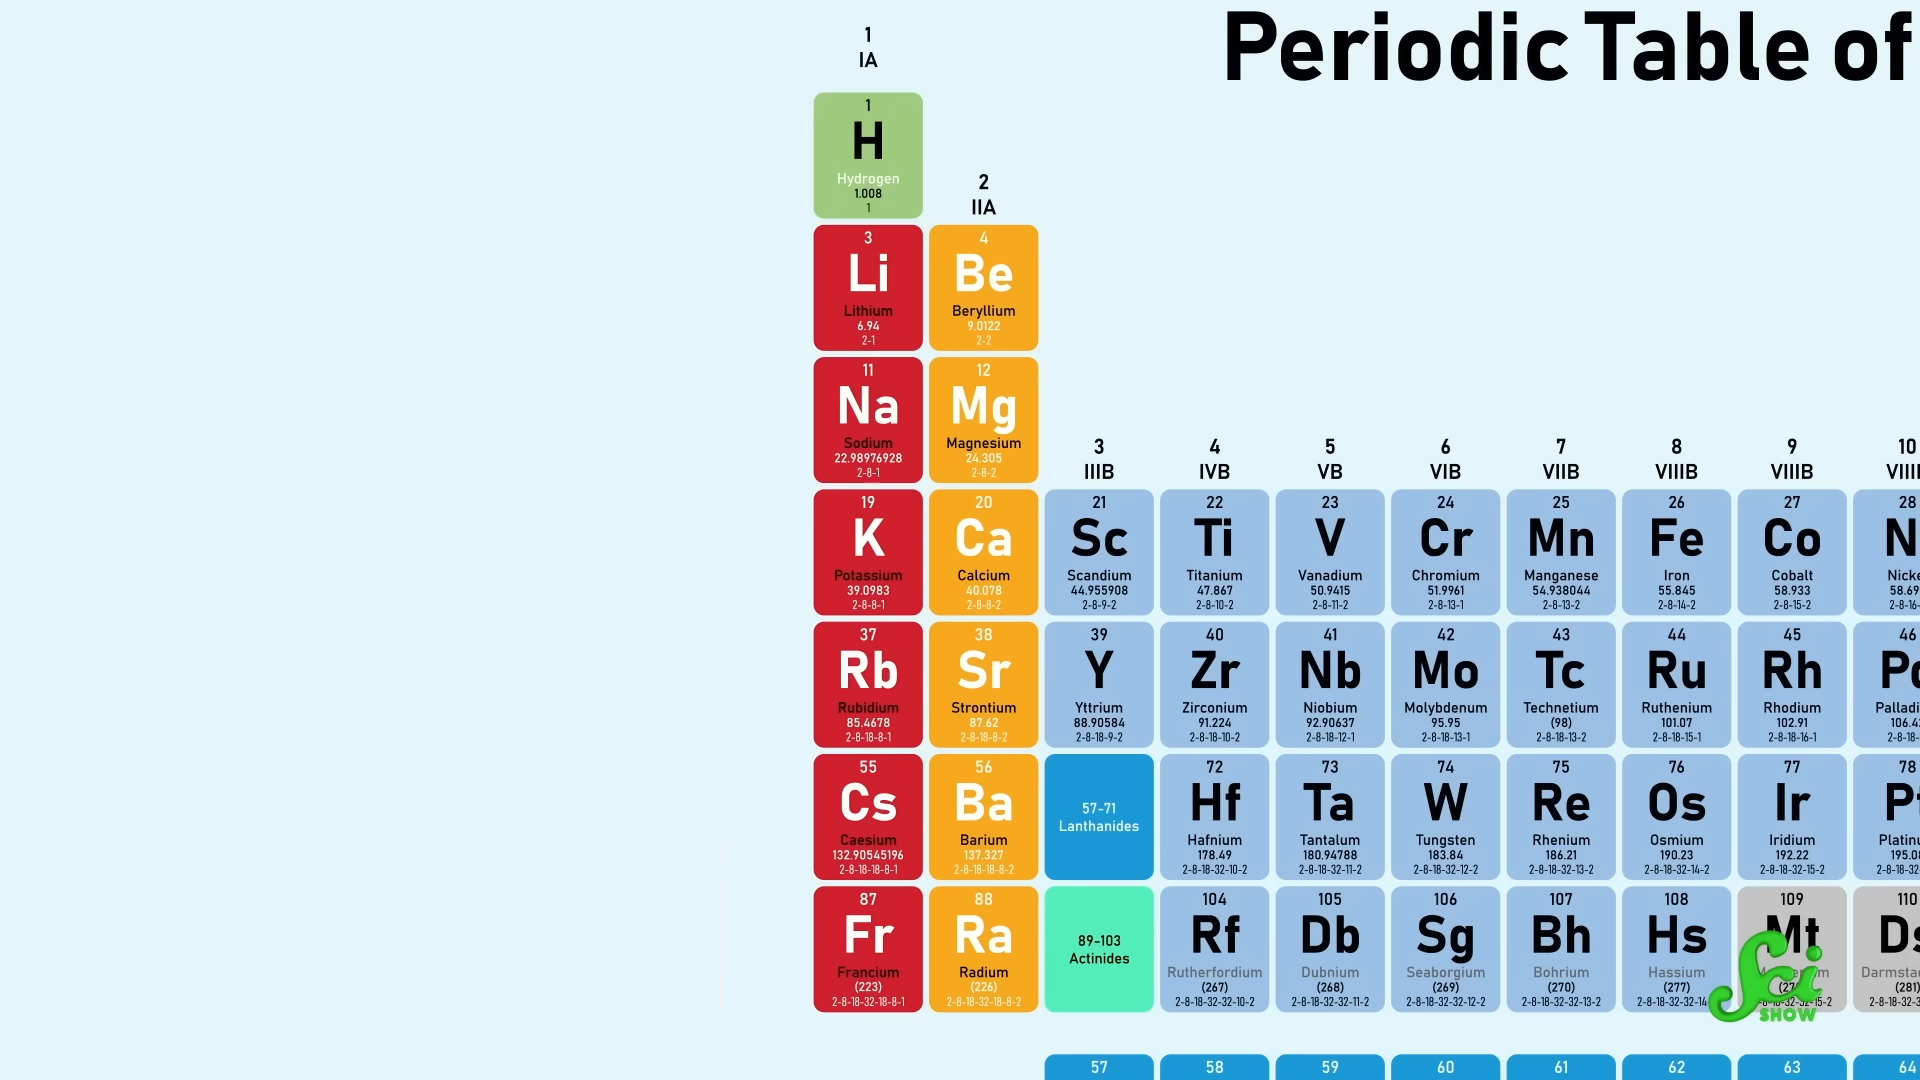 Periodic Table of
1
IA
1
H
Hydrogen
1.008
1
2
IIA
3
Li
Lithium
6.94
2-1
4
Be
Beryllium
9.0122
2-2
11
Na
Sodium
22.98976928
2-8-1
12
Mg
Magnesium
24.305
2-8-2
3
IIIB
4
IVB
5
VB
6
VIB
7
VIIB
8
VIIIB
9
VIIIB
10
19
K
Potassium
39.0983
2-8-8-1
20
Ca
Calcium
40.078
2-8-8-2
21
Sc
Scandium
44.955908
2-8-9-2
22
Ti
Titanium
47.867
2-8-10-2
23
V
Vanadium
50.9415
2-8-11-2
24
Cr
Chromium
51.9961
2-8-13-1
25
Mn
Manganese
54.938044
2-8-13-2
26
Fe
Iron
55.845
2-8-14-2
27
Co
Cobalt
58.933
2-8-15-2
28
37
Rb
Rubidium
85.4678
2-8-18-8-1
38
Sr
Strontium
87.62
2-8-18-8-2
39
Y
Yttrium
88.90584
2-8-18-9-2
40
Zr
Zirconium
91.224
2-8-18-10-2
41
Nb
Niobium
92.90637
2-8-18-12-1
42
Mo
Molybdenum
95.95
2-8-18-13-1
43
Tc
Technetium
(98)
2-8-18-13-2
44
Ru
Ruthenium
101.07
2-8-18-15-1
45
Rh
Rhodium
102.91
2-8-18-16-1
46
55
Cs
Caesium
132.90545196
2-8-18-18-8-1
56
Ba
Barium
137.327
2-8-18-18-8-2
57-71
Lanthanides
72
Hf
Hafnium
178.49
2-8-18-32-10-2
73
Ta
Tantalum
180.94788
2-8-18-32-11-2
74
W
Tungsten
183.84
2-8-18-32-12-2
75
Re
Rhenium
186.21
2-8-18-32-13-2
76
Os
Osmium
190.23
2-8-18-32-14-2
77
Ir
Iridium
192.22
2-8-18-32-15-2
78
87
Fr
Francium
(223)
2-8-18-32-18-8-1
88
Ra
Radium
(226)
2-8-18-32-18-8-2
89-103
Actinides
104
Rf
Rutherfordium
(267)
2-8-18-32-32-10-2
105
Db
Dubnium
(268)
2-8-18-32-32-11-2
106
Sg
Seaborgium
(269)
2-8-18-32-32-12-2
107
Bh
Bohrium
(270)
2-8-18-32-32-13-2
108
Hs
Hassium
(277)
109
Mt
110
(281)
57
58
59
60
61
62
63
64
Sci
SHOW